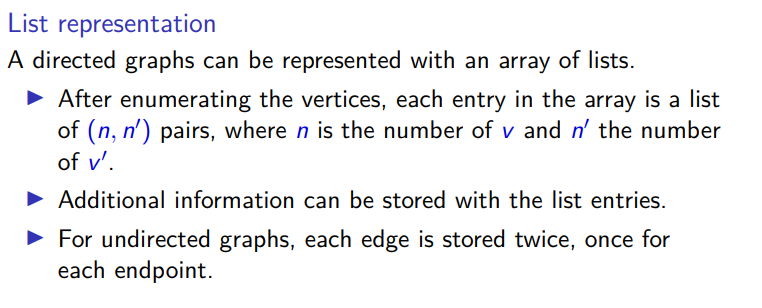 List representation
A directed graphs can be represented with an array of lists.
▶ After enumerating the vertices, each entry in the array is a list
of (n, n′) pairs, where n is the number of v and n′ the number
of v′.
▶ Additional information can be stored with the list entries.
▶ For undirected graphs, each edge is stored twice, once for
each endpoint.